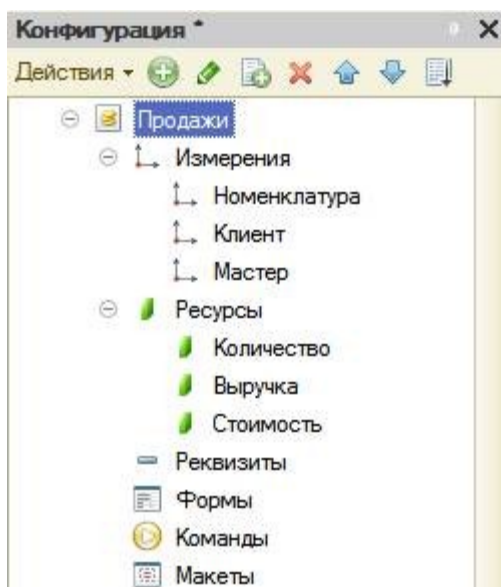 Конфигурация *
Действия
Продажи
Измерения
Номенклатура
Клиент
Мастер
Ресурсы
Количество
Выручка
Стоимость
Реквизиты
Формы
Команды
Макеты